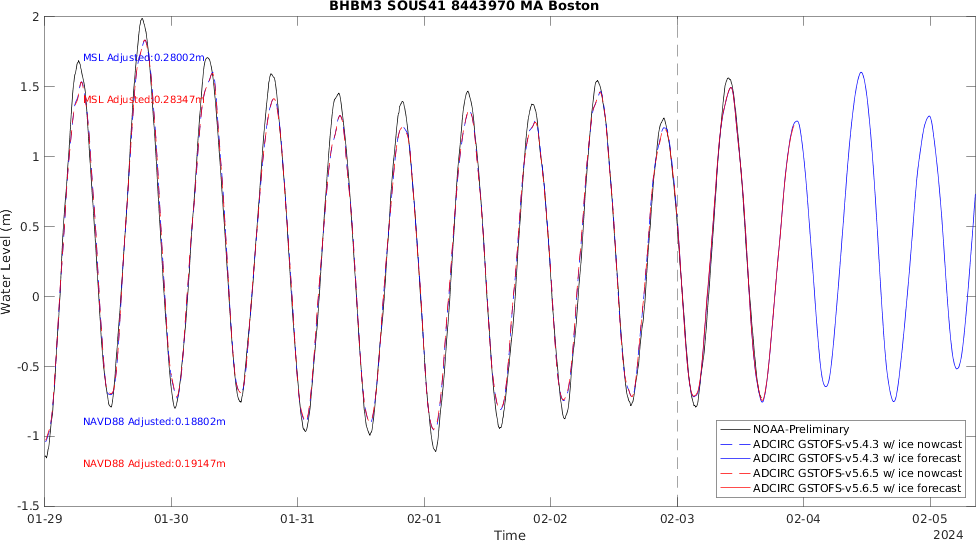 BHBM3 SOUS41 8443970 MA Boston
2
1.5
1
0.5
0
-0.5
-1
-1.5
Water Level (m)
MSL Adjusted:0.28002m
MSL Adjusted:0.28347m
NAVD88 Adjusted:0.18802m
NAVD88 Adjusted:0.19147m
NOAA-Preliminary
ADCIRC GSTOFS-v5.4.3 w/ ice nowcast
ADCIRC GSTOFS-v5.4.3 w/ ice forecast
ADCIRC GSTOFS-v5.6.5 w/ ice nowcast
ADCIRC GSTOFS-v5.6.5 w/ ice forecast
01-29 01-30 01-31 02-01 02-02 02-03 02-04 02-05
Time
2024